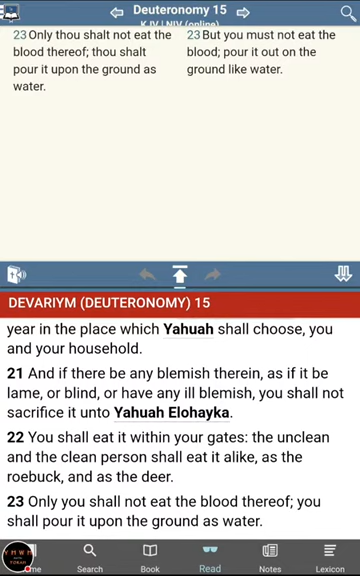 Deuteronomy 15
KJV | NIV (online)
23 Only thou shalt not eat the
blood thereof; thou shalt
pour it upon the ground as
water.
23 But you must not eat the
blood; pour it out on the
ground like water.
DEVARIYM (DEUTERONOMY) 15
year in the place which Yahuah shall choose, you
and your household.
21 And if there be any blemish therein, as if it be
lame, or blind, or have any ill blemish, you shall not
sacrifice it unto Yahuah Elohayka.
22 You shall eat it within your gates: the unclean
and the clean person shall eat it alike, as the
roebuck, and as the deer.
23 Only you shall not eat the blood thereof; you
shall pour it upon the ground as water.
Y M W M
TORAH
me
Search
Book
Read
Notes
Lexicon